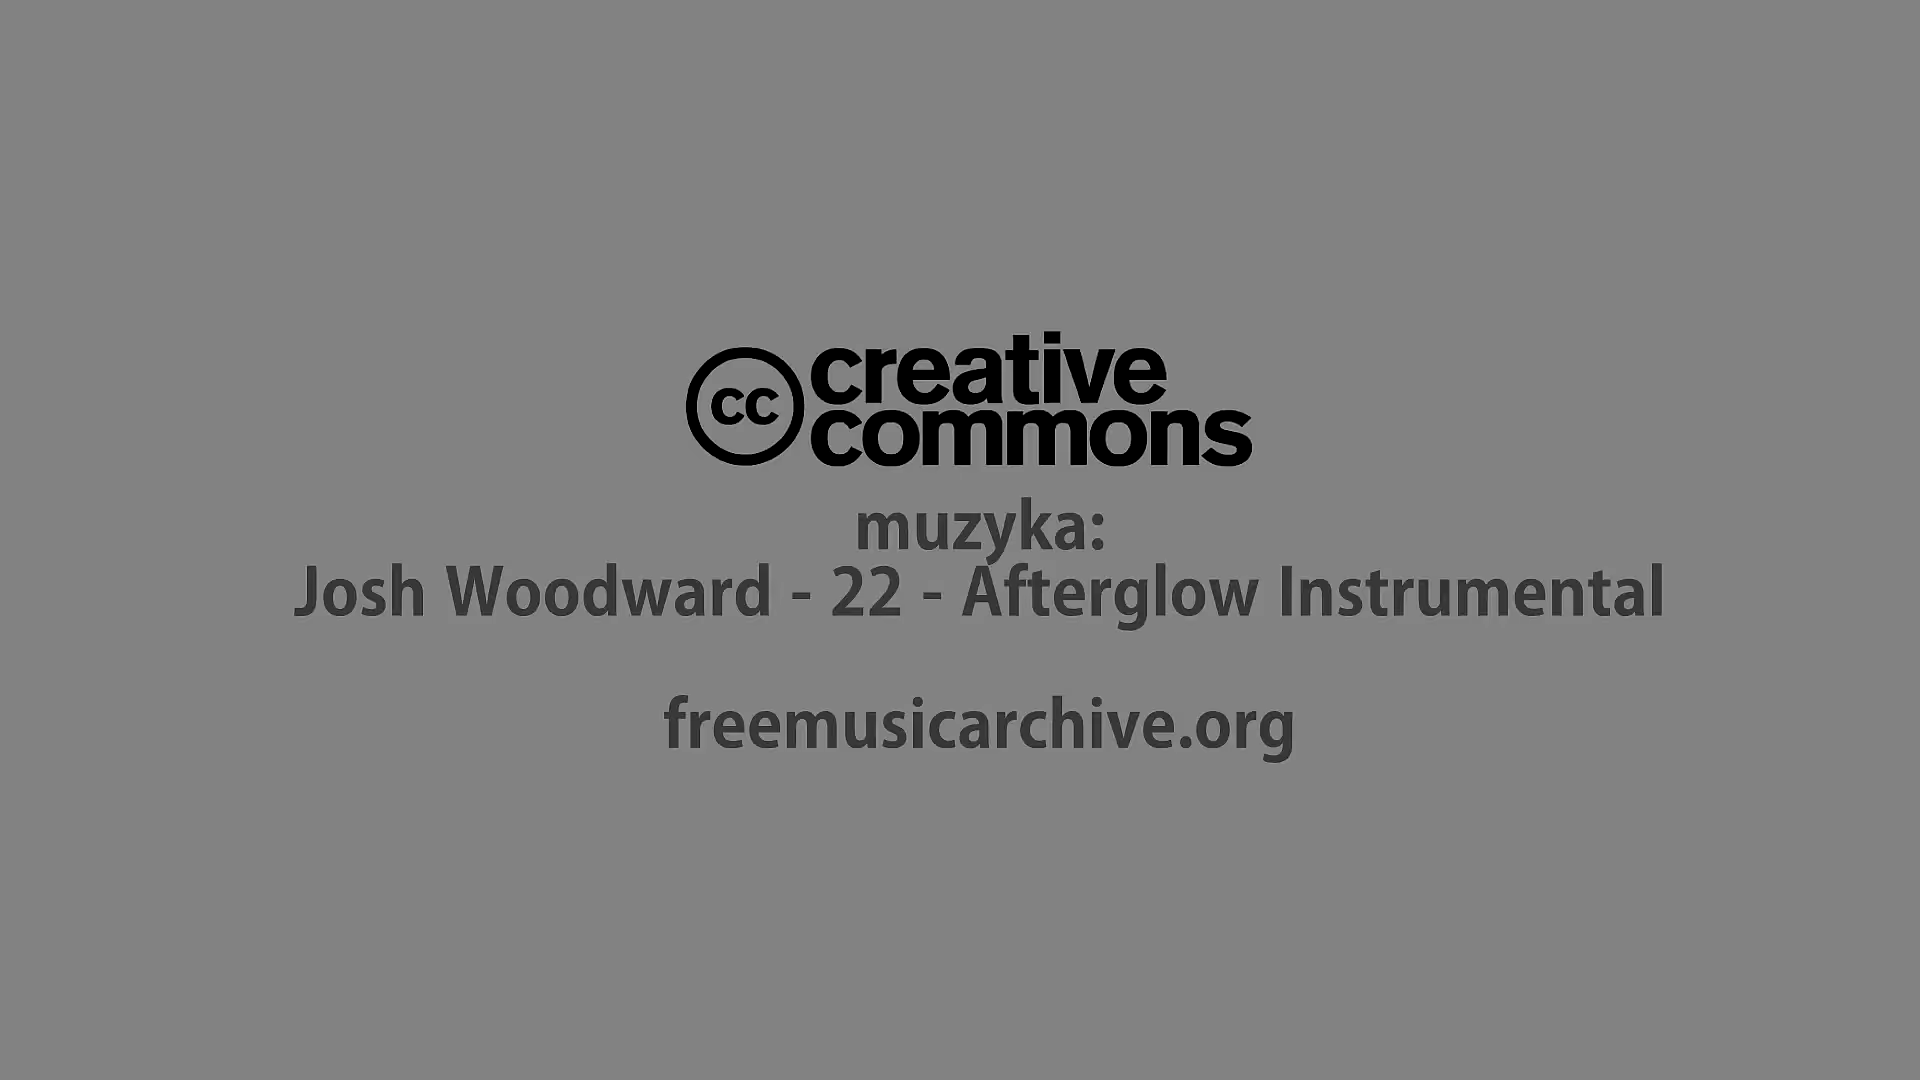 cc creative
commons
muzyka:
Josh Woodward - 22 - Afterglow Instrumental
freemusicarchive.org